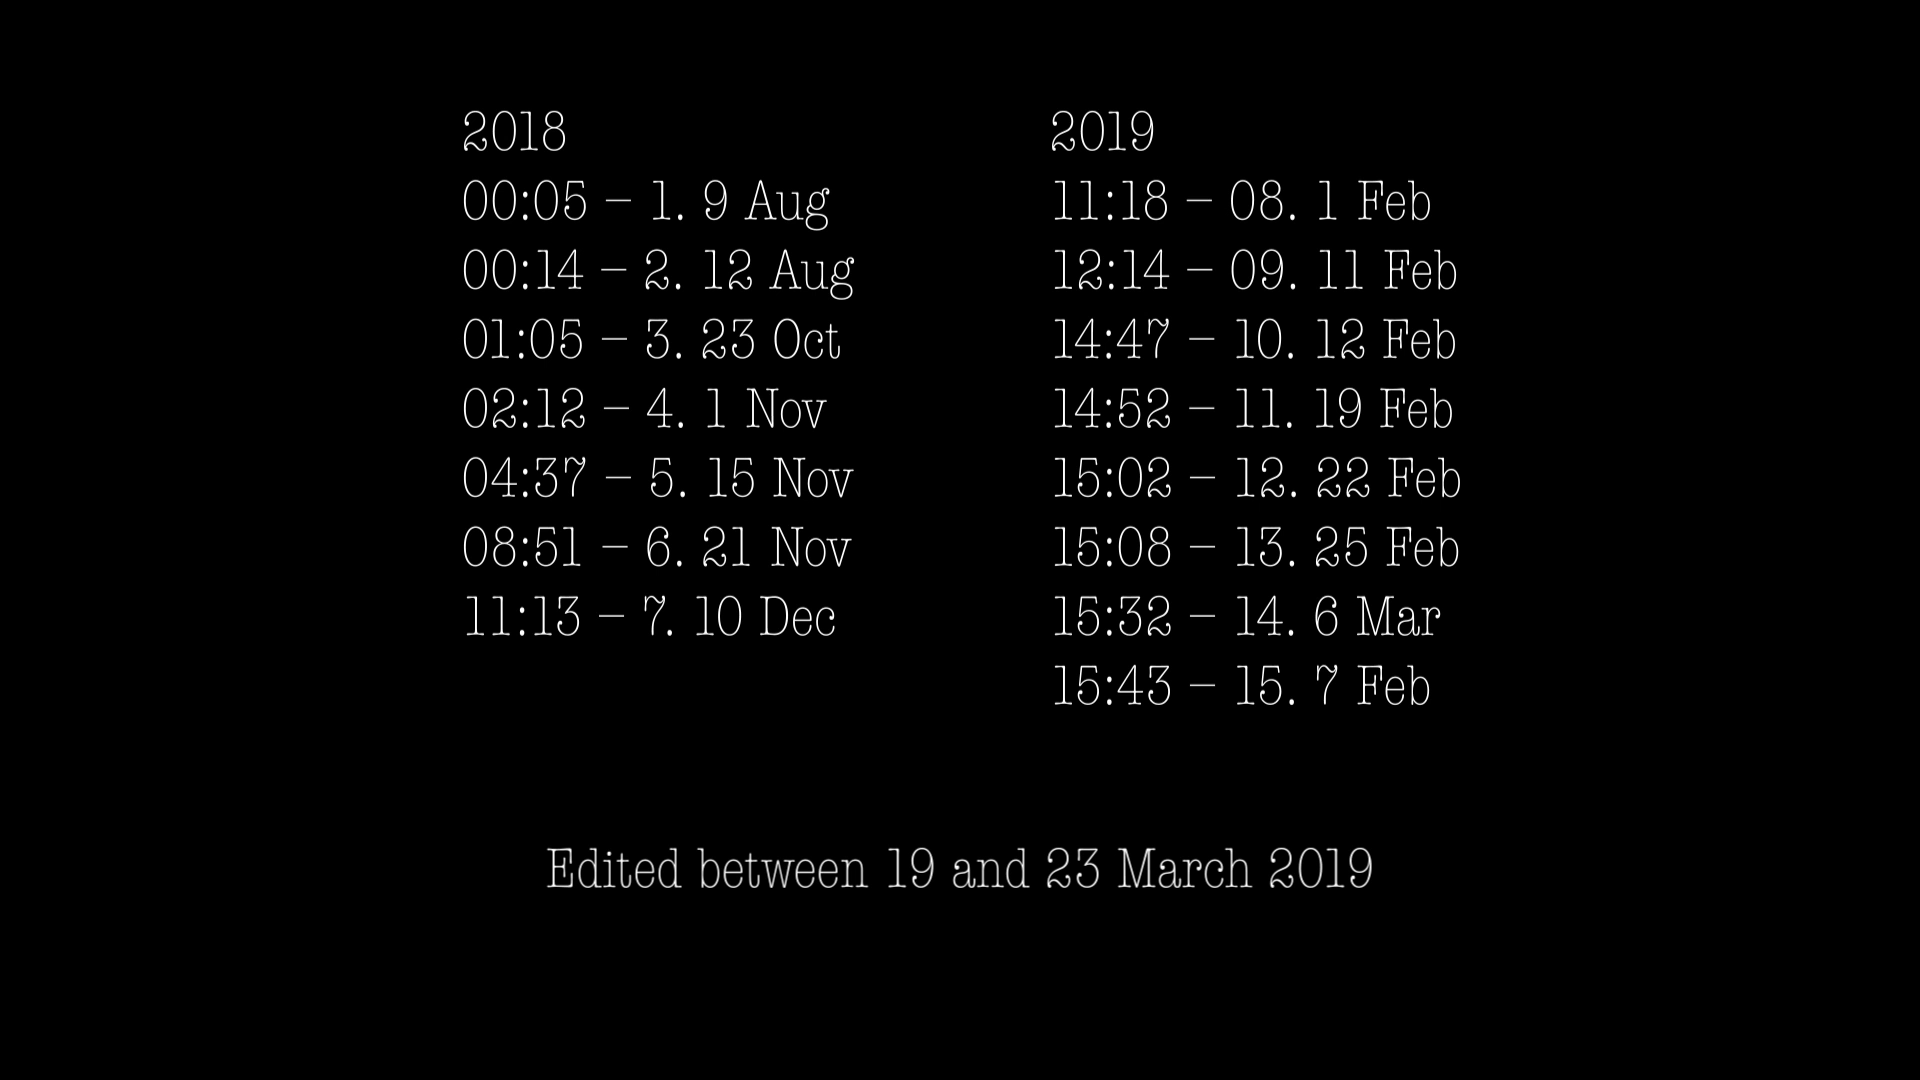 2018
00:05 – 1. 9 Aug
00:14 – 2. 12 Aug
01:05 – 3. 23 Oct
02:12 – 4. 1 Nov
04:37 – 5. 15 Nov
08:51 – 6. 21 Nov
11:13 – 7. 10 Dec
2019
11:18 – 08. 1 Feb
12:14 – 09. 11 Feb
14:47 – 10. 12 Feb
14:52 – 11. 19 Feb
15:02 – 12. 22 Feb
15:08 – 13. 25 Feb
15:32 – 14. 6 Mar
15:43 – 15. 7 Feb
Edited between 19 and 23 March 2019